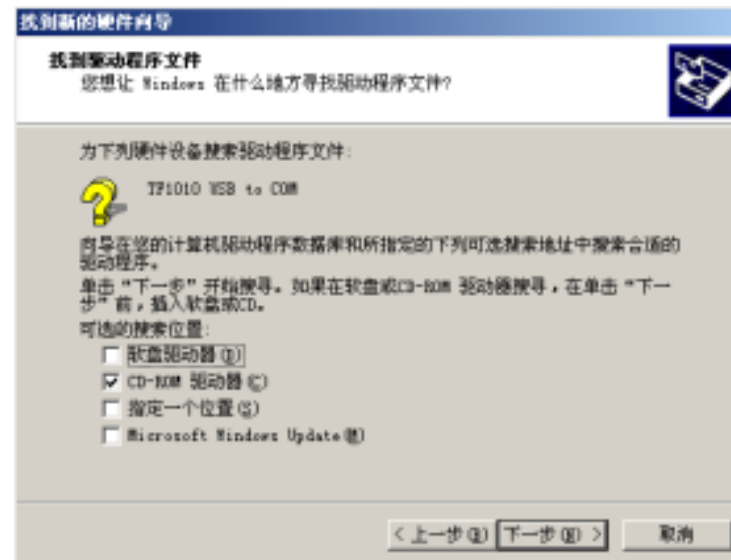 找到新的硬件向导
找到驱动程序文件
您想让 Windows 在什么地方寻找驱动程序文件?
为下列硬件设备搜索驱动程序文件:
TP1010 USB to COM
向导在您的计算机驱动程序数据库和所指定的下列可选搜索地址中搜索合适的
驱动程序。
单击“下一步”开始搜寻。如果在软盘或CD-ROM 驱动器搜寻，在单击“下一
步”前，插入软盘或CD。
可选的搜索位置:
软盘驱动器(D)
CD-ROM 驱动器(C)
指定一个位置(S)
Microsoft Windows Update(M)
< 上一步(B)
下一步(N) >
取消